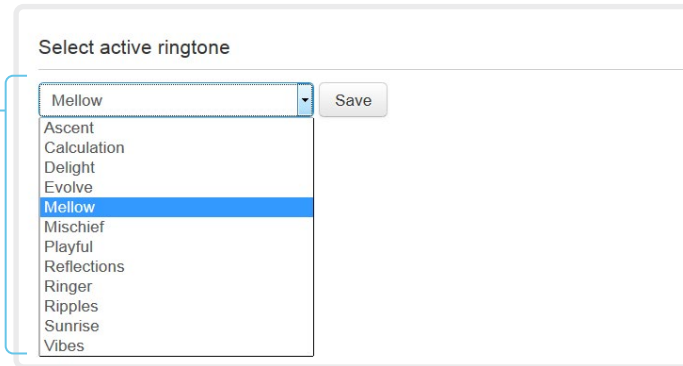 Select active ringtone
Mellow Save
Ascent
Calculation
Delight
Evolve
Mellow
Mischief
Playful
Reflections
Ringer
Ripples
Sunrise
Vibes